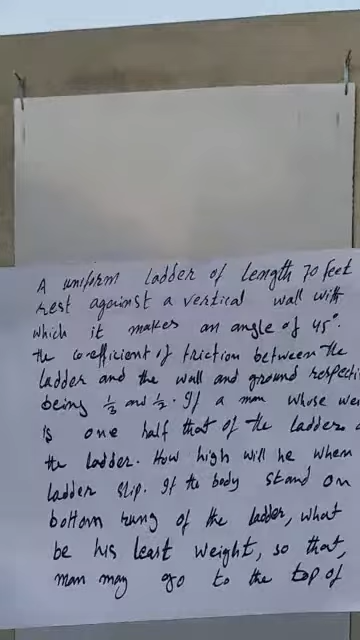 A uniform ladder of length 70 feet
rest against a vertical wall with
which it makes an angle of 45°.
The coefficient of friction between the
ladder and the wall and ground respecti
being 1/3 and 1/2. If a man whose we
is one half that of the ladder
the ladder. How high will he when
ladder slip. If the body stand on
bottom rung of the ladder, what
be his least weight, so that,
man may go to the top of